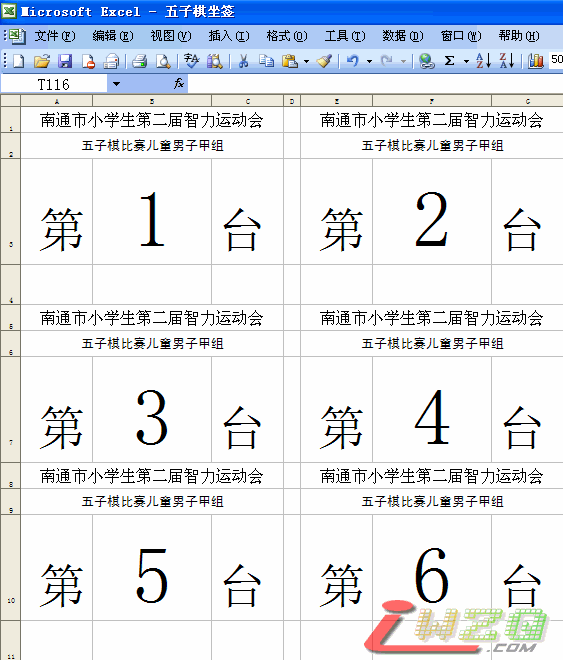 Microsoft Excel - 五子棋坐签
文件(F) 编辑(E) 视图(V) 插入(I) 格式(O) 工具(T) 数据(D) 窗口(W) 帮助(H)
50
T116 fx
A B C D E F G
1 南通市小学生第二届智力运动会 南通市小学生第二届智力运动会
2 五子棋比赛儿童男子甲组 五子棋比赛儿童男子甲组
3 第 1 台 第 2 台
4
5 南通市小学生第二届智力运动会 南通市小学生第二届智力运动会
6 五子棋比赛儿童男子甲组 五子棋比赛儿童男子甲组
7 第 3 台 第 4 台
8 南通市小学生第二届智力运动会 南通市小学生第二届智力运动会
9 五子棋比赛儿童男子甲组 五子棋比赛儿童男子甲组
10 第 5 台 第 6 台
11
iWZQ.COM